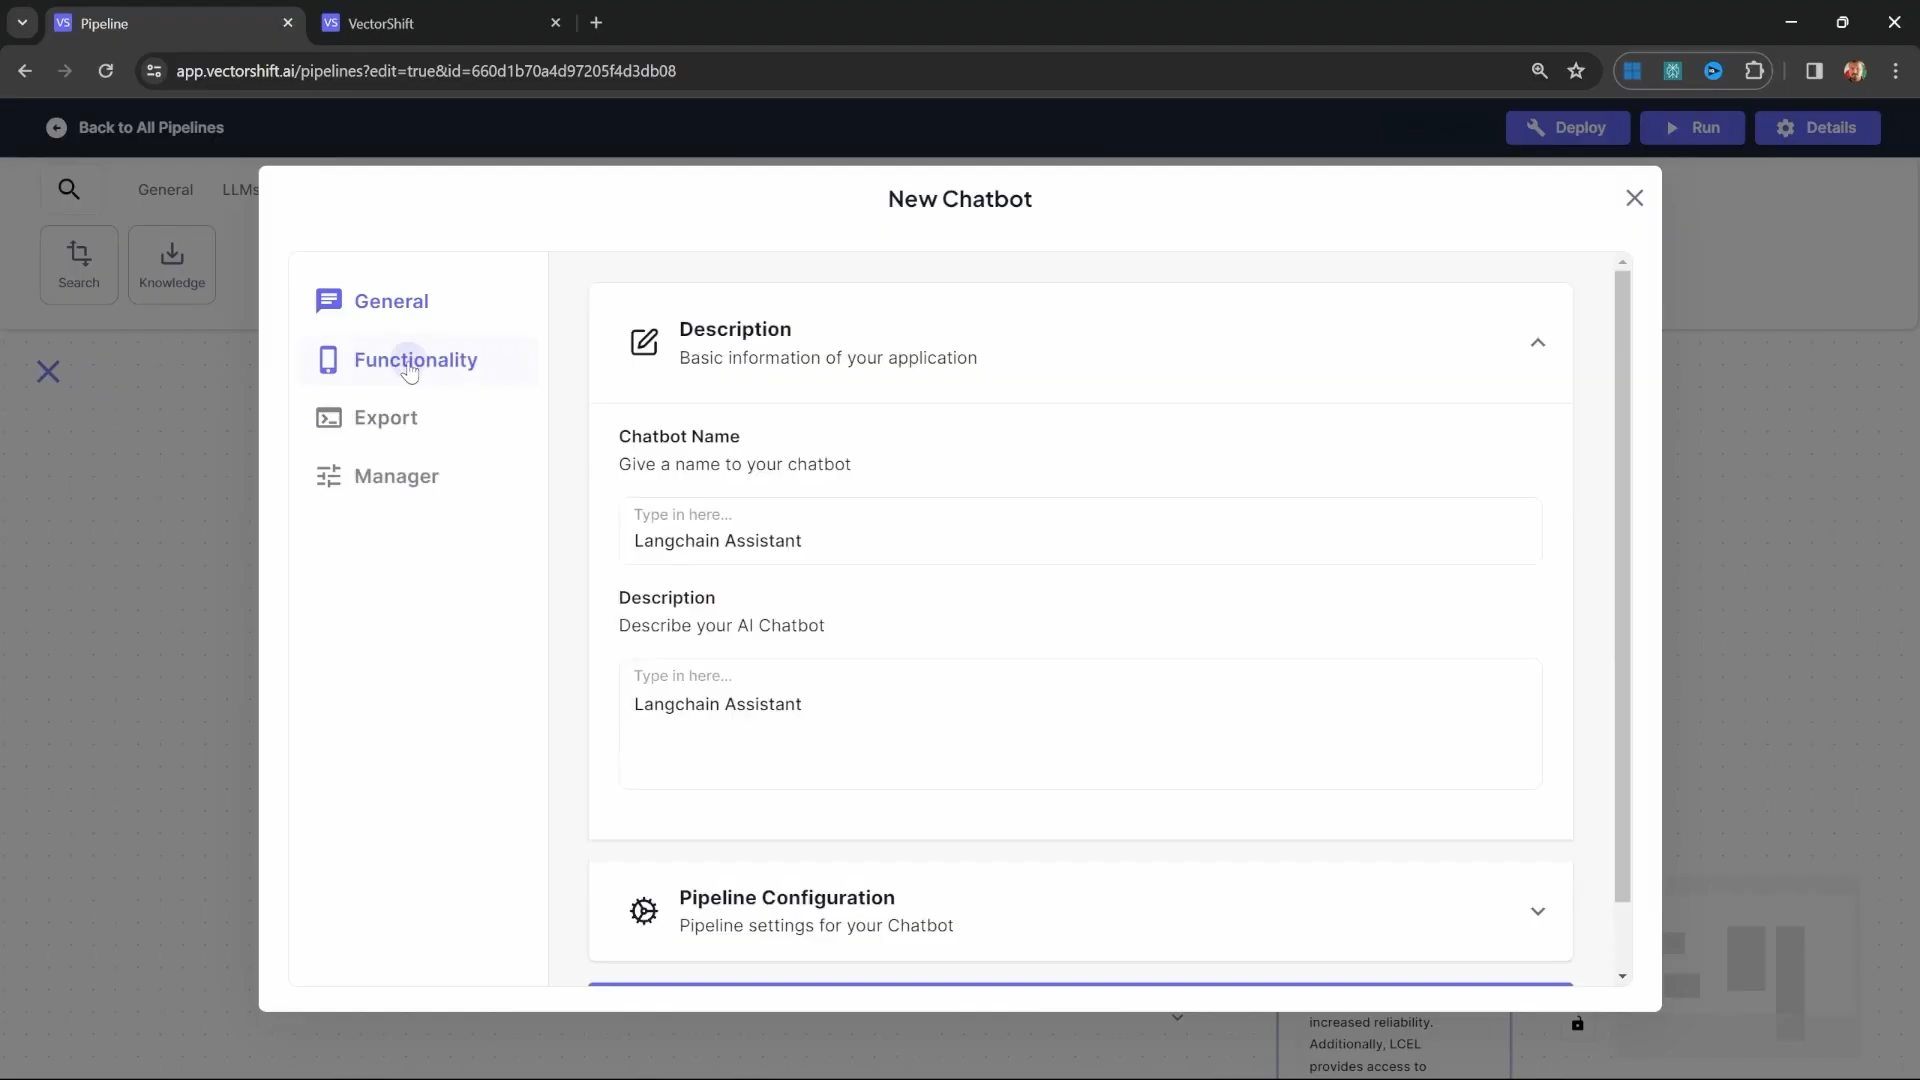 Pipeline
VectorShift
app.vectorshift.ai/pipelines?edit=true&id=660d1b70a4d97205f4d3db08
Back to All Pipelines
Deploy
Run
Details
General
LLMs
Search
Knowledge
New Chatbot
General
Functionality
Export
Manager
Description
Basic information of your application
Chatbot Name
Give a name to your chatbot
Type in here...
Langchain Assistant
Description
Describe your AI Chatbot
Type in here...
Langchain Assistant
Pipeline Configuration
Pipeline settings for your Chatbot
increased reliability.
Additionally, LCEL
provides access to